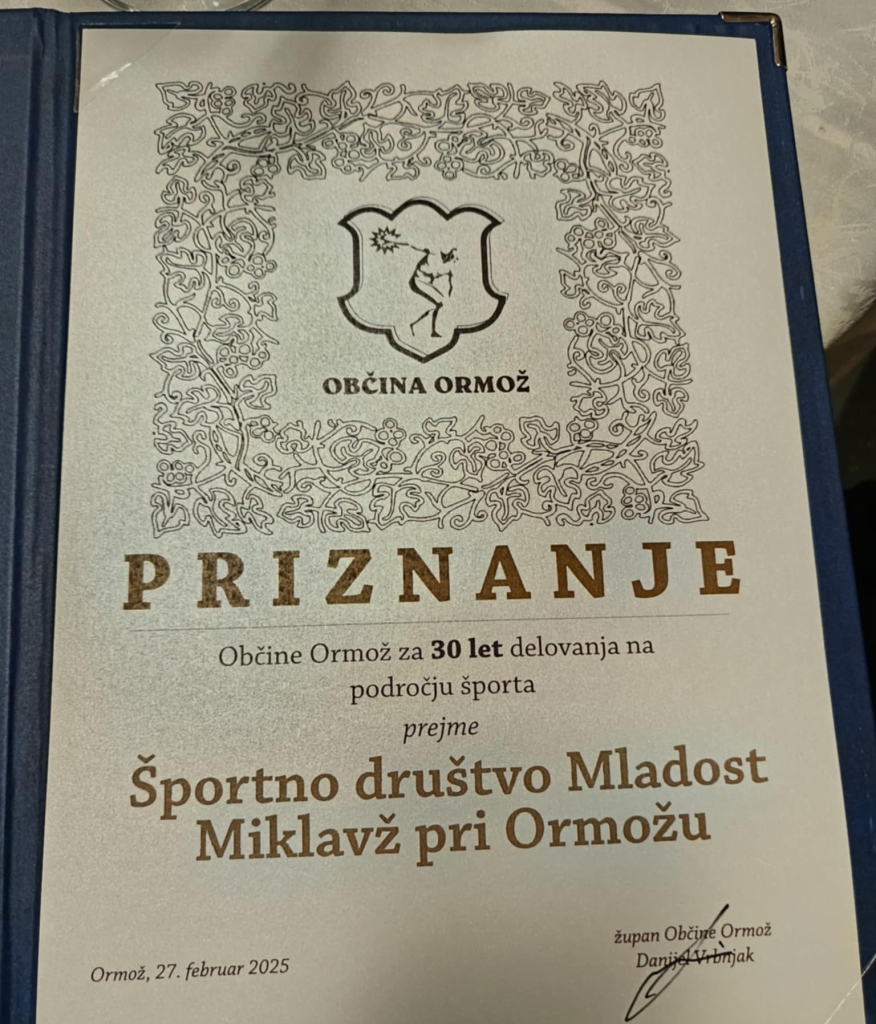 OBČINA ORMOŽ
PRIZNANJE
Občine Ormož za 30 let delovanja na
področju športa
prejme
Športno društvo Mladost
Miklavž pri Ormožu
župan Občine Ormož
Danijel Vrbnjak
Ormož, 27. februar 2025